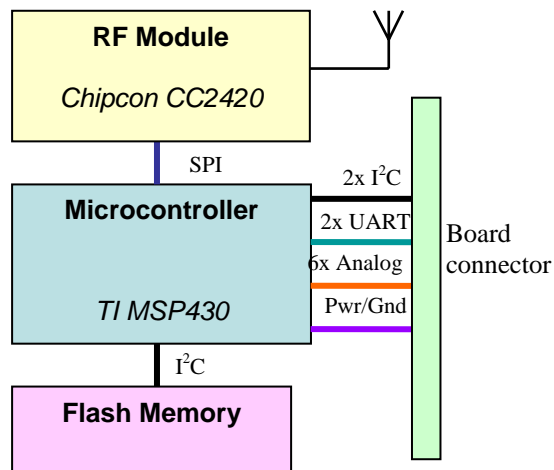 RF Module
Chipcon CC2420
SPI
Microcontroller
TI MSP430
2x I²C
2x UART
6x Analog
Pwr/Gnd
Board
connector
I²C
Flash Memory